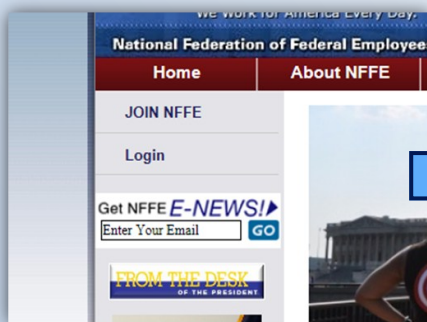 We Work for America Every Day.
National Federation of Federal Employee
Home About NFFE
JOIN NFFE
Login
Get NFFE E-NEWS!
Enter Your Email GO
FROM THE DESK
OF THE PRESIDENT